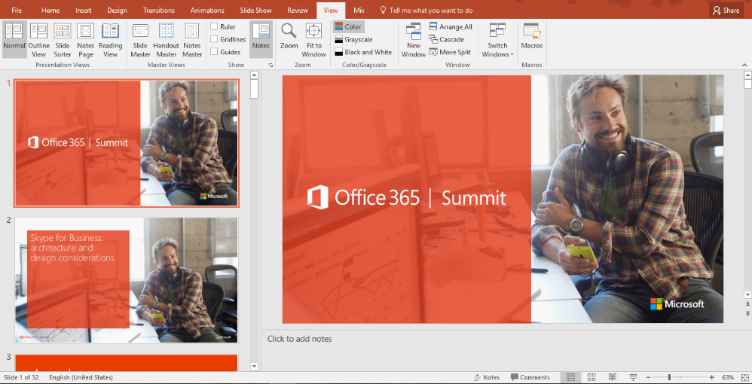 File Home Insert Design Transitions Animations Slide Show Review View Mix Tell me what you want to do Share
Normal Outline View Slide Sorter Notes Page Reading View
Presentation Views
Slide Master Handout Master Notes Master
Master Views
Ruler
Gridlines
Guides
Show
Notes
Zoom Fit to Window
Zoom
Color
Grayscale
Black and White
Color/Grayscale
New Window
Arrange All
Cascade
Move Split
Switch Windows
Window
Macros
Macros
1
Office 365 | Summit
Microsoft
2
Skype for Business:
architecture and
design considerations
3
Office 365 | Summit
Microsoft
Click to add notes
Slide 1 of 32 English (United States) Notes Comments 63%